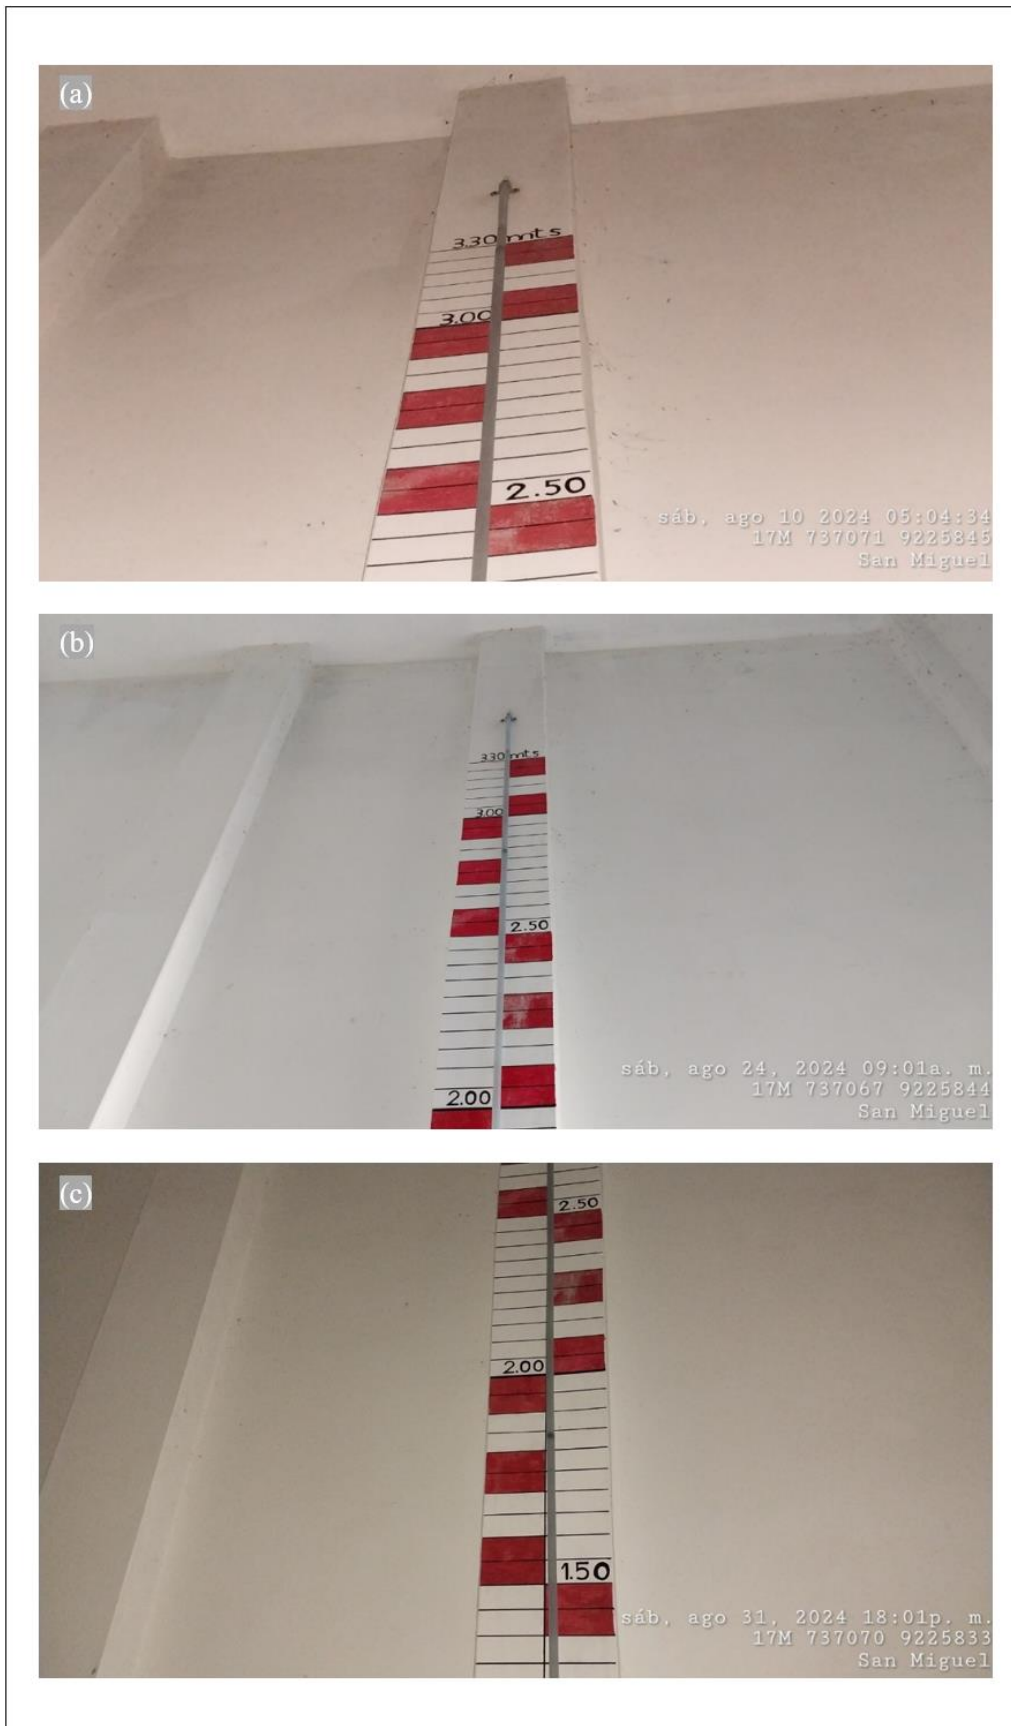 (a)
3.30 mts
3.00
2.50
sáb, ago 10 2024 05:04:34
17M 737071 9225845
San Miguel
(b)
330 mts
3.00
2.50
2.00
sáb, ago 24, 2024 09:01a. m.
17M 737067 9225844
San Miguel
(c)
2.50
2.00
1.50
sáb, ago 31, 2024 18:01p. m.
17M 737070 9225833
San Miguel